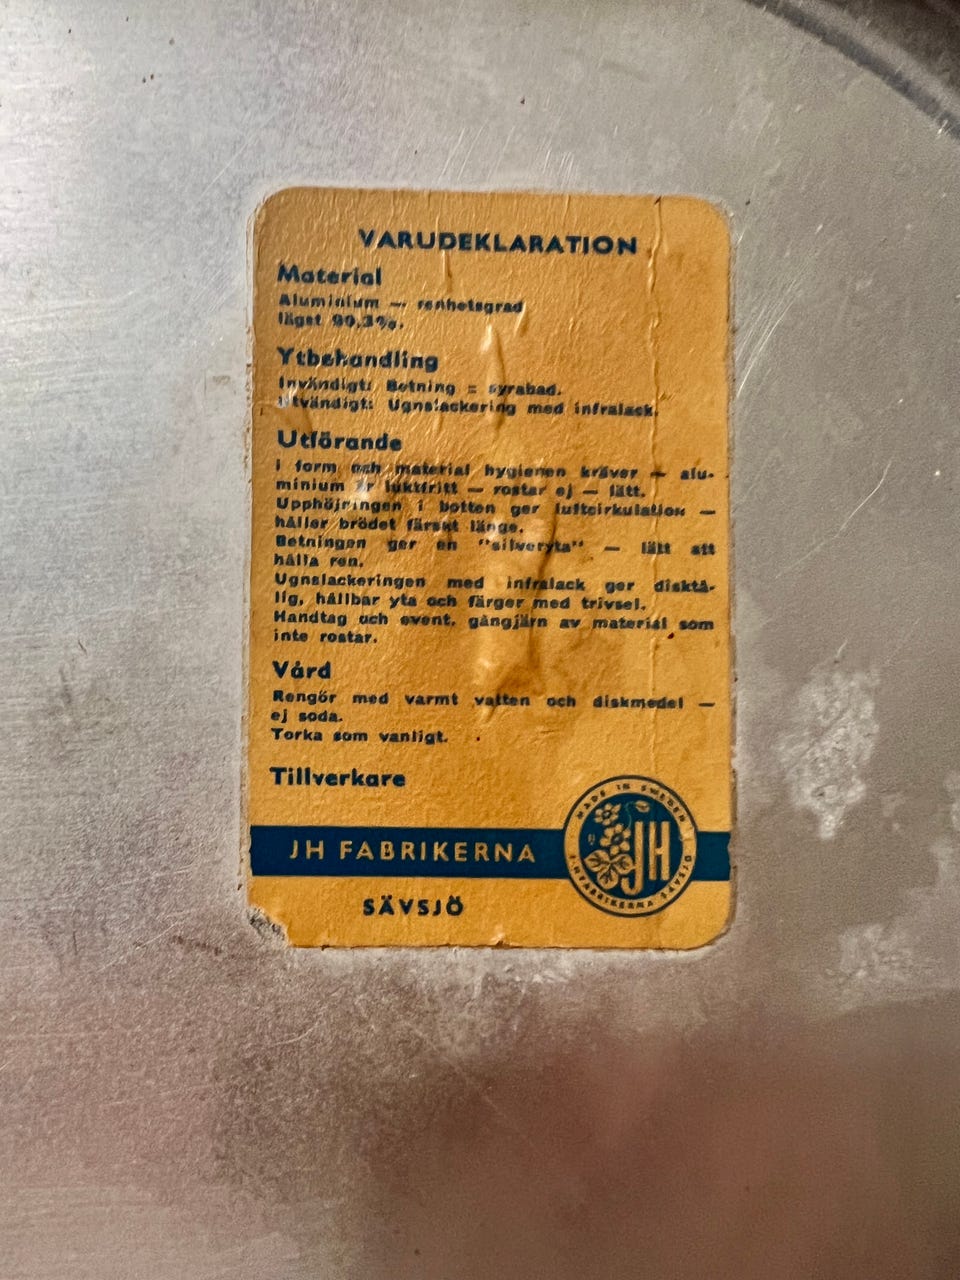 VARUDEKLARATION
Material
Aluminium — renhetsgrad
lägst 99,3%.
Ytbehandling
Invändigt: Betning = syrabad.
Utvändigt: Ugnslackering med infralack.
Utförande
I form och material hygienen kräver — alu-
minium är luktfritt — rostar ej — lätt.
Upphöjningen i botten ger luftcirkulation —
håller brödet färskt länge.
Betningen ger en "silveryta" — lätt att
hålla ren.
Ugnslackeringen med infralack ger disktå-
lig, hållbar yta och färger med trivsel.
Handtag och event. gångjärn av material som
inte rostar.
Vård
Rengör med varmt vatten och diskmedel —
ej soda.
Torka som vanligt.
Tillverkare
MADE IN SWEDEN
JH
JH FABRIKERNA
JH FABRIKERNA SÄVSJÖ
SÄVSJÖ